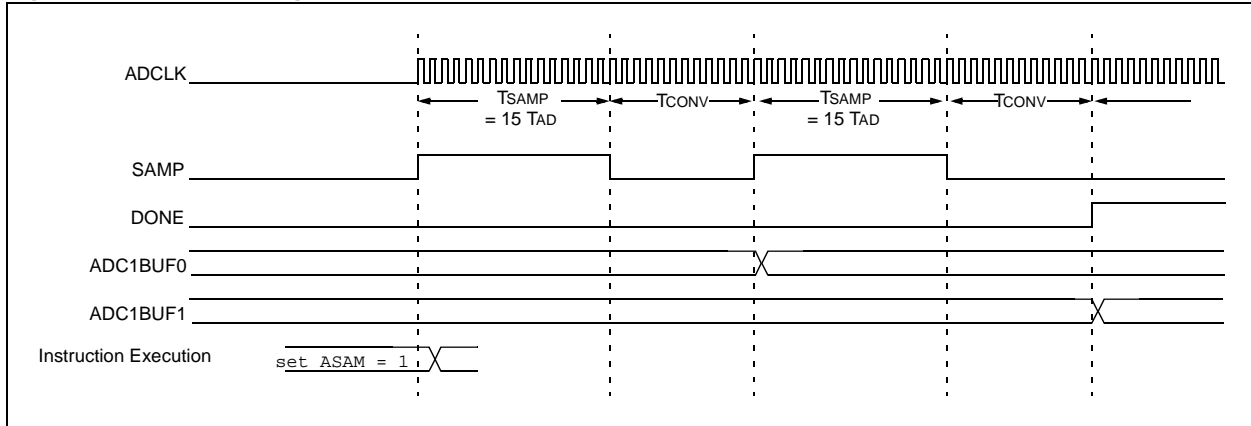 ADCLK
TSAMP TCONV TSAMP TCONV
= 15 TAD = 15 TAD
SAMP
DONE
ADC1BUF0
ADC1BUF1
Instruction Execution set ASAM = 1